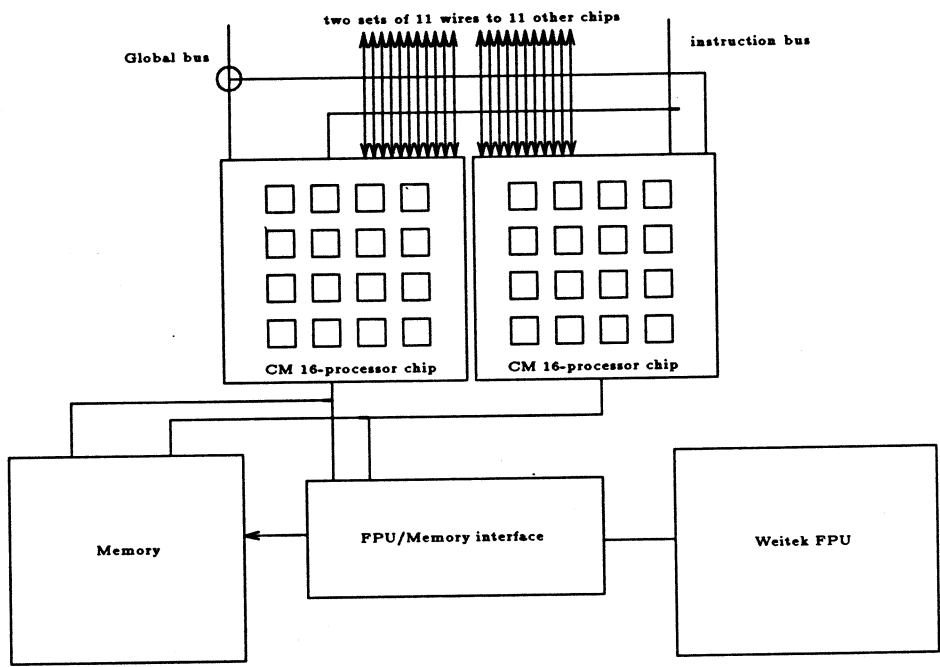 two sets of 11 wires to 11 other chips
Global bus
instruction bus
CM 16-processor chip
CM 16-processor chip
Memory
FPU/Memory interface
Weitek FPU